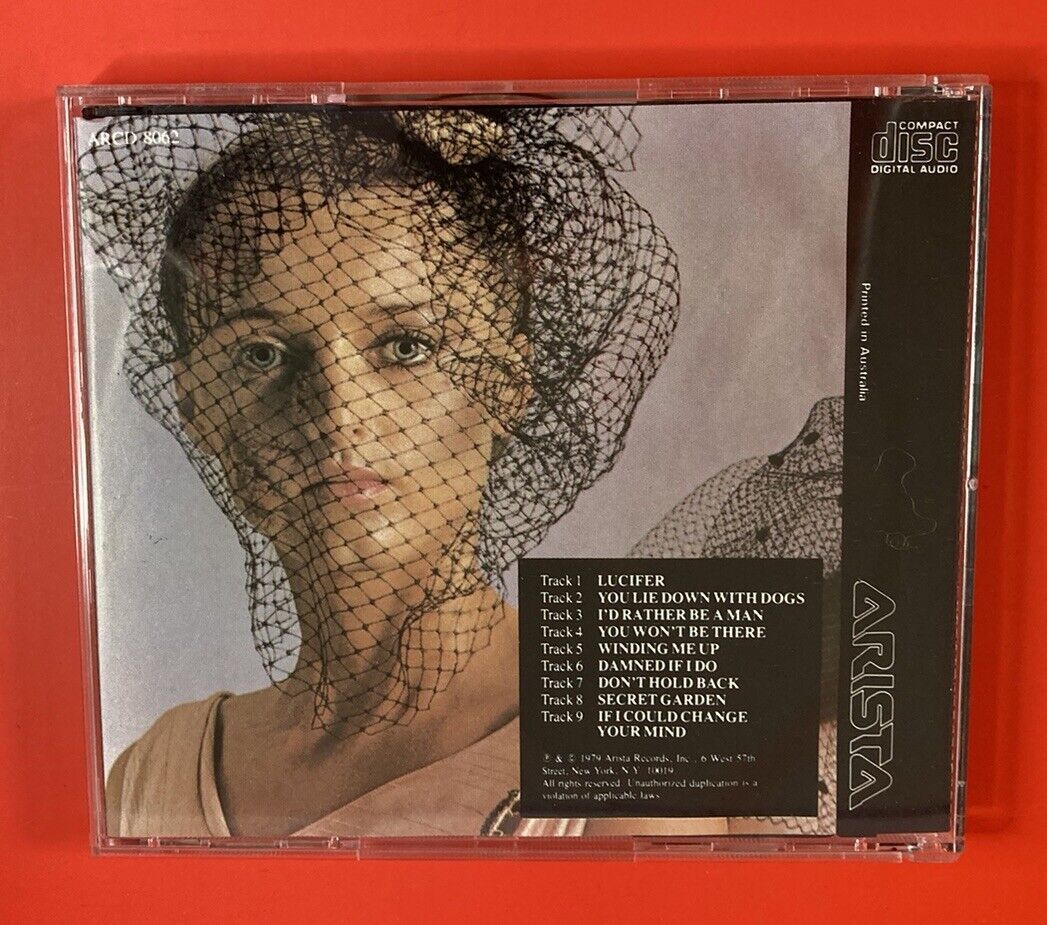 ARCD 8062
COMPACT
disc
DIGITAL AUDIO
Printed in Australia
ARISTA
Track 1 LUCIFER
Track 2 YOU LIE DOWN WITH DOGS
Track 3 I'D RATHER BE A MAN
Track 4 YOU WON'T BE THERE
Track 5 WINDING ME UP
Track 6 DAMNED IF I DO
Track 7 DON'T HOLD BACK
Track 8 SECRET GARDEN
Track 9 IF I COULD CHANGE
YOUR MIND
℗ & © 1979 Arista Records, Inc., 6 West 57th
Street, New York, N.Y. 10019
All rights reserved. Unauthorized duplication is a
violation of applicable laws